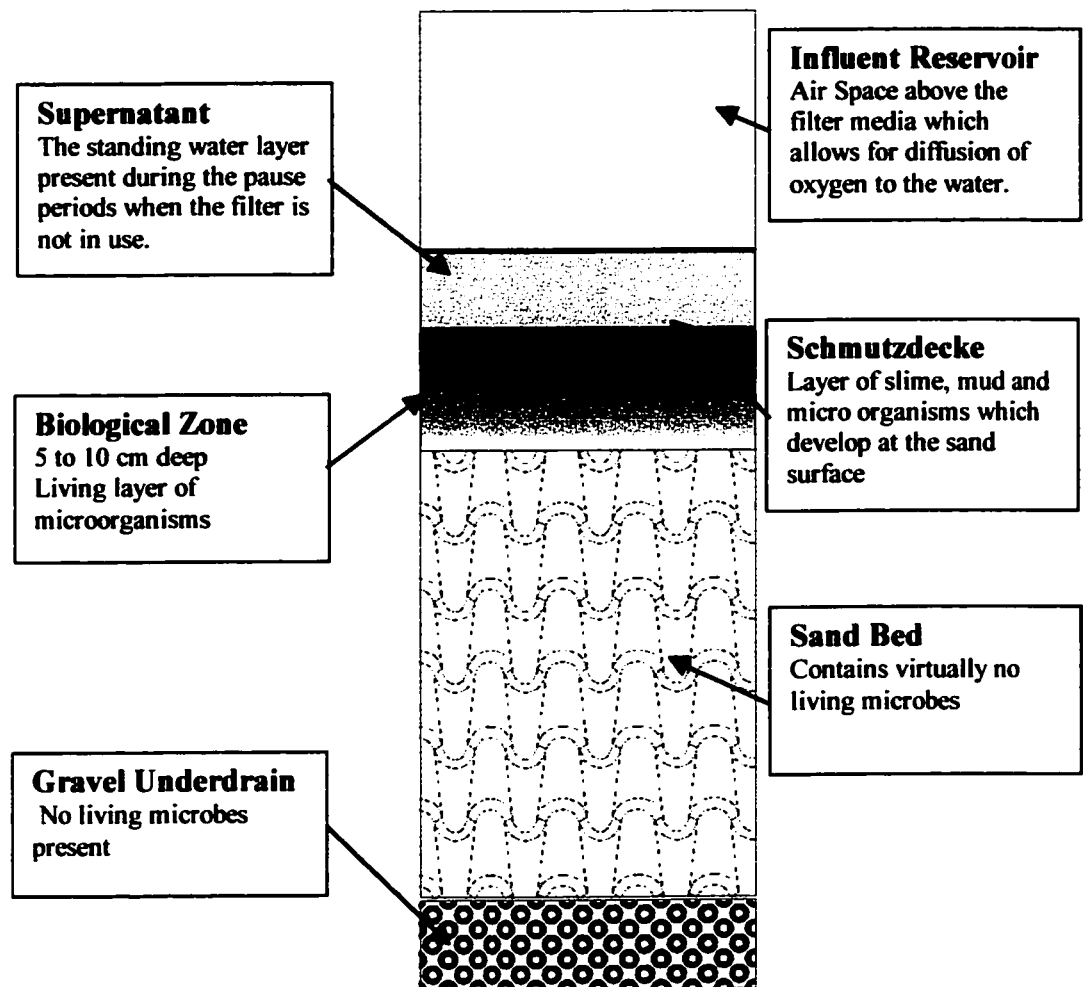 Supernatant
The standing water layer
present during the pause
periods when the filter is
not in use.
Influent Reservoir
Air Space above the
filter media which
allows for diffusion of
oxygen to the water.
Biological Zone
5 to 10 cm deep
Living layer of
microorganisms
Schmutzdecke
Layer of slime, mud and
micro organisms which
develop at the sand
surface
Sand Bed
Contains virtually no
living microbes
Gravel Underdrain
No living microbes
present